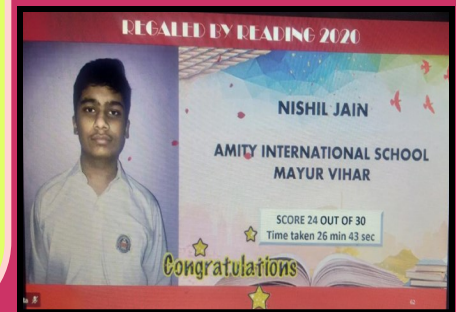 REGALED BY READING 2020
NISHIL JAIN
AMITY INTERNATIONAL SCHOOL
MAYUR VIHAR
SCORE 24 OUT OF 30
Time taken 26 min 43 sec
Congratulations
62